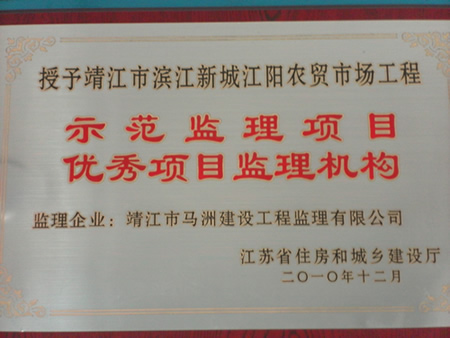 授予靖江市滨江新城江阳农贸市场工程
示范监理项目
优秀项目监理机构
监理企业：靖江市马洲建设工程监理有限公司
江苏省住房和城乡建设厅
二〇一〇年十二月